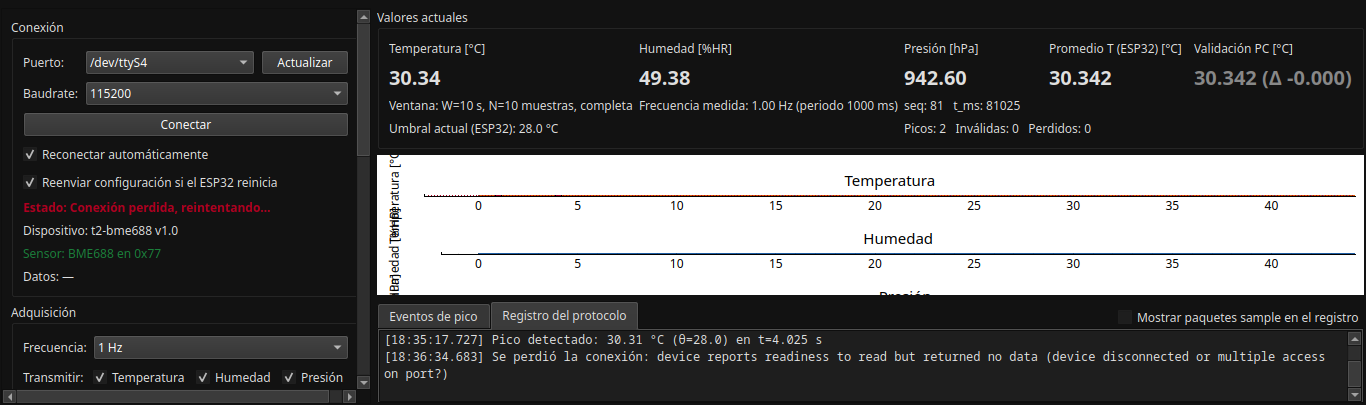 Conexión
Puerto: /dev/ttyS4 Actualizar
Baudrate: 115200
Conectar
Reconectar automáticamente
Reenviar configuración si el ESP32 reinicia
Estado: Conexión perdida, reintentando...
Dispositivo: t2-bme688 v1.0
Sensor: BME688 en 0x77
Datos: —
Adquisición
Frecuencia: 1 Hz
Transmitir: Temperatura Humedad Presión
Valores actuales
Temperatura [°C] Humedad [%HR] Presión [hPa] Promedio T (ESP32) [°C] Validación PC [°C]
30.34 49.38 942.60 30.342 30.342 (Δ -0.000)
Ventana: W=10 s, N=10 muestras, completa Frecuencia medida: 1.00 Hz (periodo 1000 ms) seq: 81 t_ms: 81025
Umbral actual (ESP32): 28.0 °C Picos: 2 Inválidas: 0 Perdidos: 0
Temperatura
0 5 10 15 20 25 30 35 40
Humedad
0 5 10 15 20 25 30 35 40
Presión
Eventos de pico Registro del protocolo Mostrar paquetes sample en el registro
[18:35:17.727] Pico detectado: 30.31 °C (θ=28.0) en t=4.025 s
[18:36:34.683] Se perdió la conexión: device reports readiness to read but returned no data (device disconnected or multiple access
on port?)